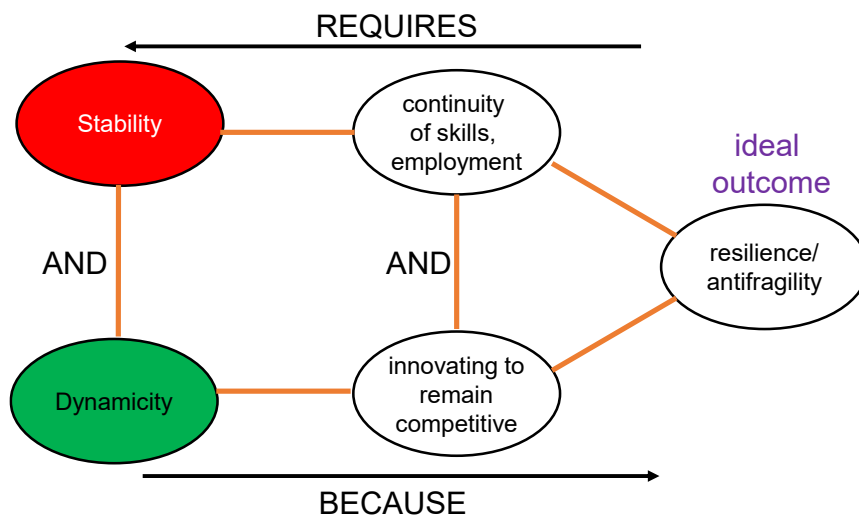 REQUIRES
Stability
continuity
of skills,
employment
ideal
outcome
AND
AND
resilience/
antifragility
Dynamicity
innovating to
remain
competitive
BECAUSE